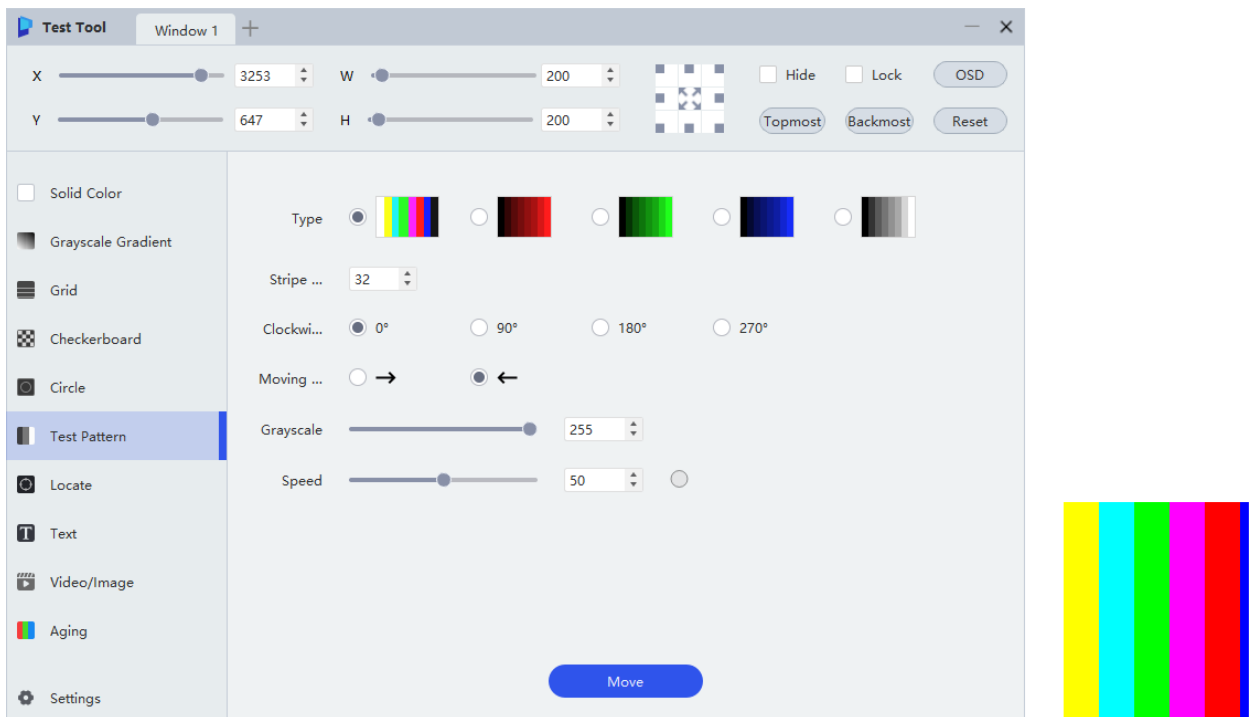 Test Tool Window 1
X 3253 W 200 Hide Lock OSD
Y 647 H 200 Topmost Backmost Reset
Solid Color
Grayscale Gradient
Grid
Checkerboard
Circle
Test Pattern
Locate
Text
Video/Image
Aging
Settings
Type
Stripe ... 32
Clockwi... 0° 90° 180° 270°
Moving ... → ←
Grayscale 255
Speed 50
Move